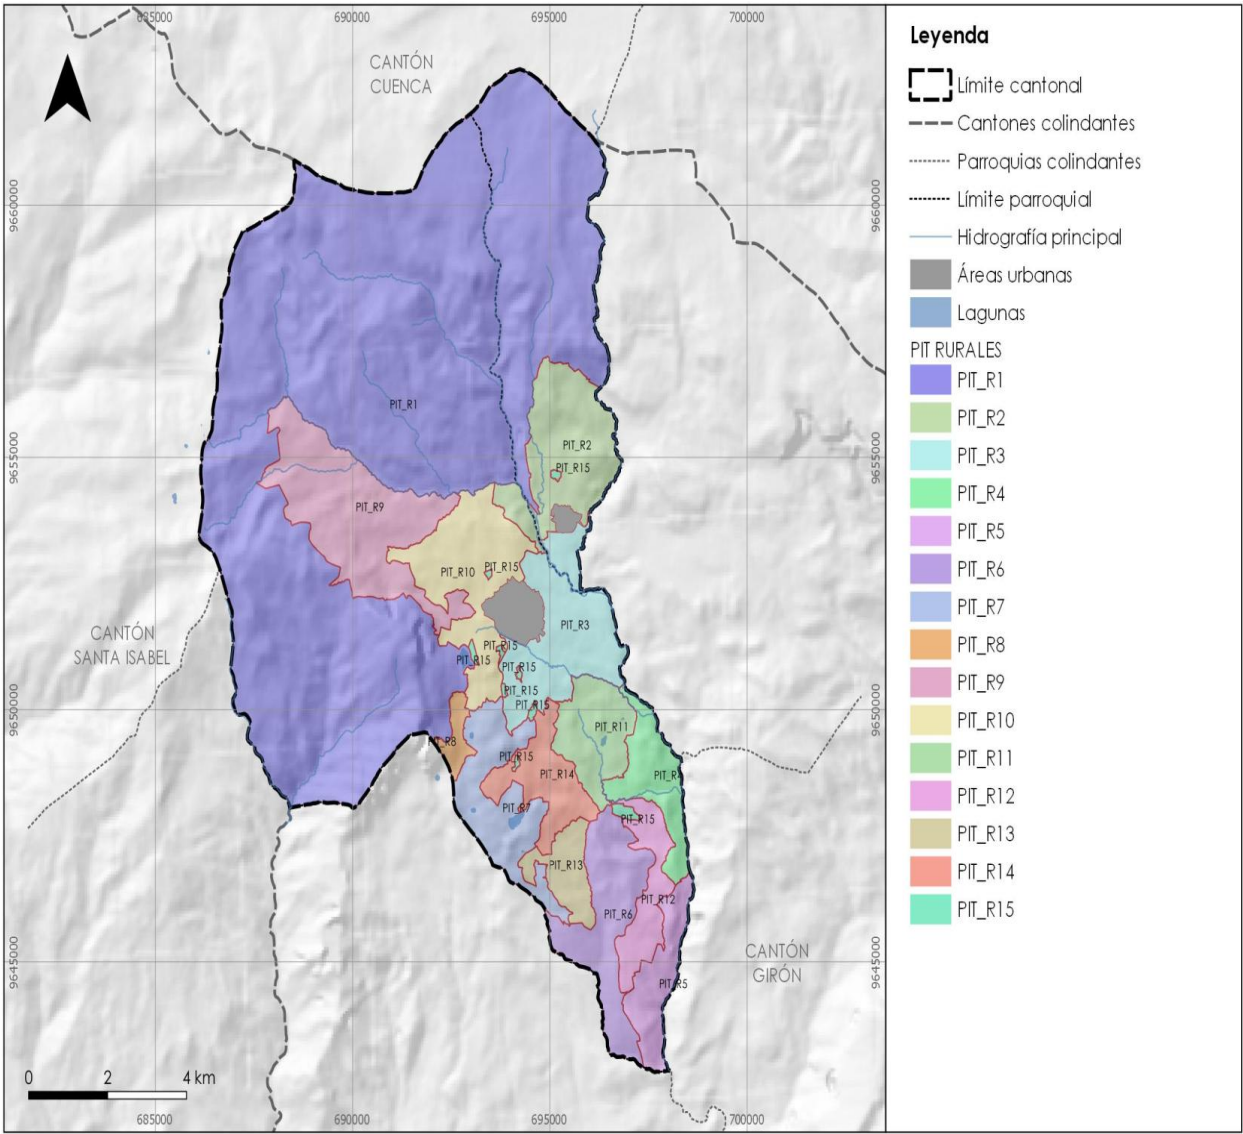 685000
690000
695000
700000
CANTÓN
CUENCA
9660000
9660000
PIT_R1
PIT_R2
9655000
PIT_R15
9655000
PIT_R9
PIT_R10
PIT_R15
CANTÓN
SANTA ISABEL
PIT_R3
PIT_R15
PIT_R15
PIT_R15
PIT_R15
PIT_R15
9650000
9650000
PIT_R11
PIT_R8
PIT_R15
PIT_R14
PIT_R4
PIT_R7
PIT_R15
PIT_R13
PIT_R12
PIT_R6
CANTÓN
GIRÓN
9645000
9645000
PIT_R5
0 2 4 km
685000
690000
695000
700000
Leyenda
Límite cantonal
Cantones colindantes
Parroquias colindantes
Límite parroquial
Hidrografía principal
Áreas urbanas
Lagunas
PIT RURALES
PIT_R1
PIT_R2
PIT_R3
PIT_R4
PIT_R5
PIT_R6
PIT_R7
PIT_R8
PIT_R9
PIT_R10
PIT_R11
PIT_R12
PIT_R13
PIT_R14
PIT_R15